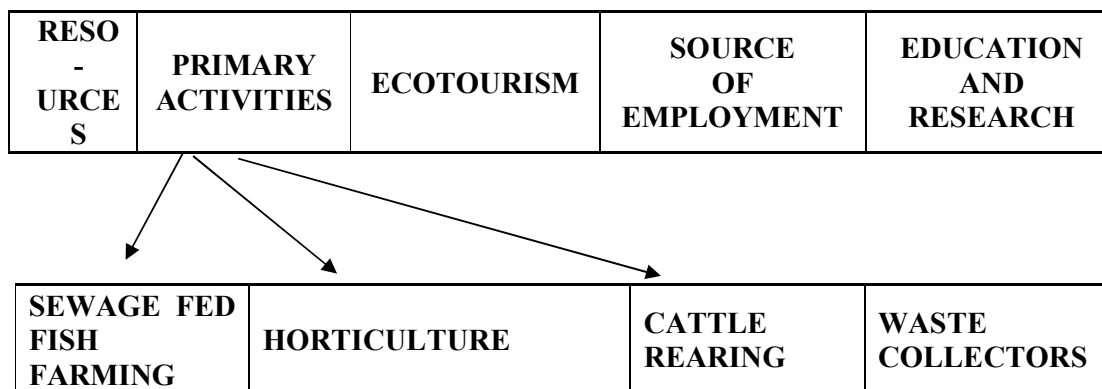 RESO
-
URCE
S
PRIMARY
ACTIVITIES
ECOTOURISM
SOURCE
OF
EMPLOYMENT
EDUCATION
AND
RESEARCH
SEWAGE FED
FISH
FARMING
HORTICULTURE
CATTLE
REARING
WASTE
COLLECTORS